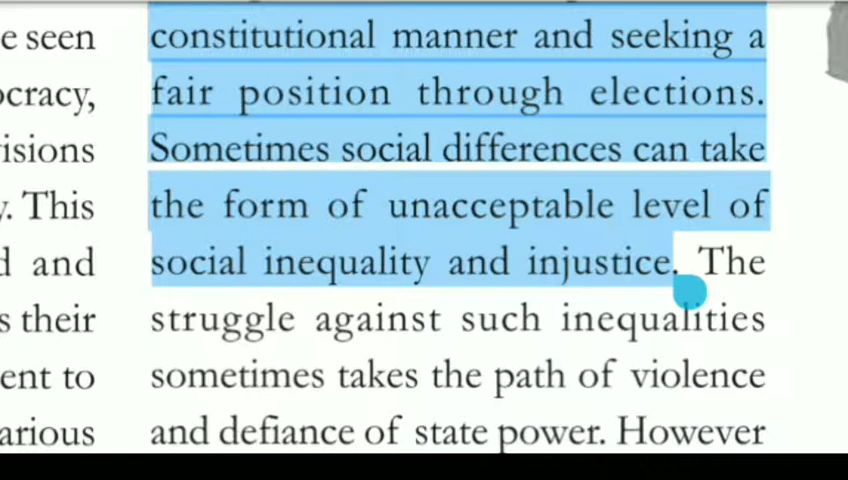 e seen
ocracy,
isions
y. This
d and
s their
ent to
arious
constitutional manner and seeking a
fair position through elections.
Sometimes social differences can take
the form of unacceptable level of
social inequality and injustice. The
struggle against such inequalities
sometimes takes the path of violence
and defiance of state power. However